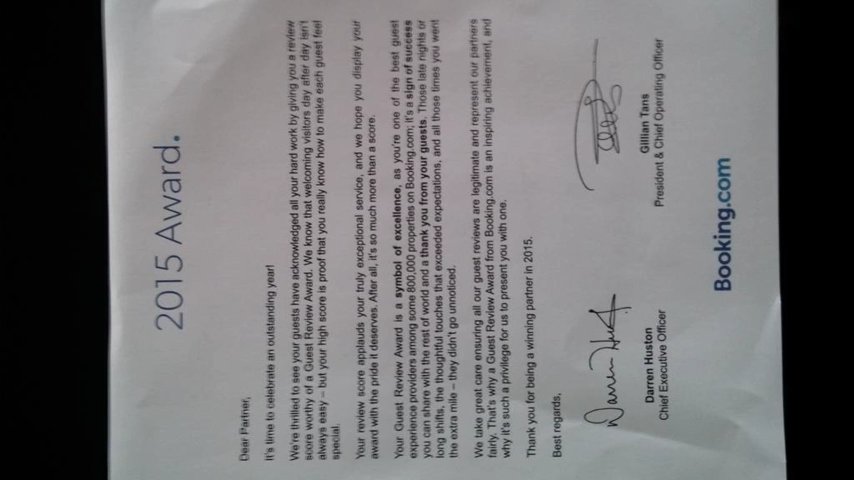 2015 Award.
Dear Partner,
It's time to celebrate an outstanding year!
We're thrilled to see your guests have acknowledged all your hard work by giving you a review
score worthy of a Guest Review Award. We know that welcoming visitors day after day isn't
always easy – but your high score is proof that you really know how to make each guest feel
special.
Your review score applauds your truly exceptional service, and we hope you display your
award with the pride it deserves. After all, it's so much more than a score.
Your Guest Review Award is a symbol of excellence, as you're one of the best guest
experience providers among some 800,000 properties on Booking.com; it's a sign of success
you can share with the rest of world and a thank you from your guests. Those late nights or
long shifts, the thoughtful touches that exceeded expectations, and all those times you went
the extra mile – they didn't go unnoticed.
We take great care ensuring all our guest reviews are legitimate and represent our partners
fairly. That's why a Guest Review Award from Booking.com is an inspiring achievement, and
why it's such a privilege for us to present you with one.
Thank you for being a winning partner in 2015.
Best regards,
Darren Huston
Chief Executive Officer
Gillian Tans
President & Chief Operating Officer
Booking.com